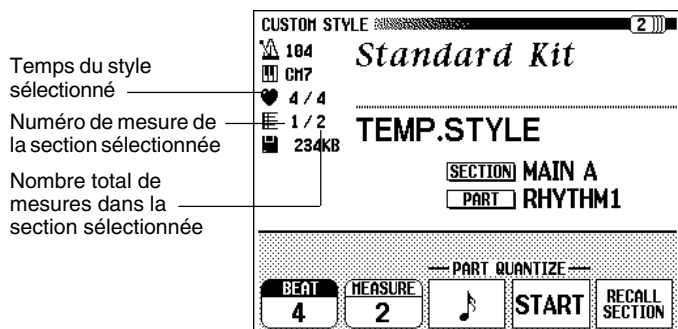 Temps du style
sélectionné
Numéro de mesure de
la section sélectionnée
Nombre total de
mesures dans la
section sélectionnée
CUSTOM STYLE
2
104
CM7
4/4
1/2
234KB
Standard Kit
TEMP.STYLE
SECTION MAIN A
PART RHYTHM1
PART QUANTIZE
BEAT
4
MEASURE
2
START
RECALL
SECTION